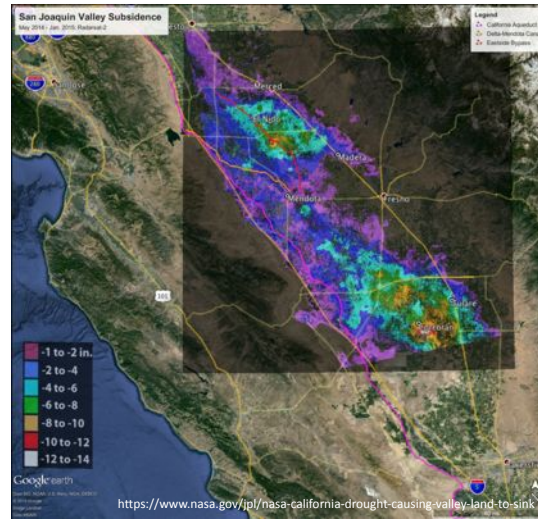 San Joaquin Valley Subsidence
May 2014 - Jan. 2015: Radarsat-2
Legend
California Aqueduct
Delta-Mendota Canal
Eastside Bypass
San Jose
Merced
El Nido
Madera
Mendota
Fresno
101
Tulare
Corcoran
-1 to -2 in.
-2 to -4
-4 to -6
-6 to -8
-8 to -10
-10 to -12
-12 to -14
Google earth
https://www.nasa.gov/jpl/nasa-california-drought-causing-valley-land-to-sink